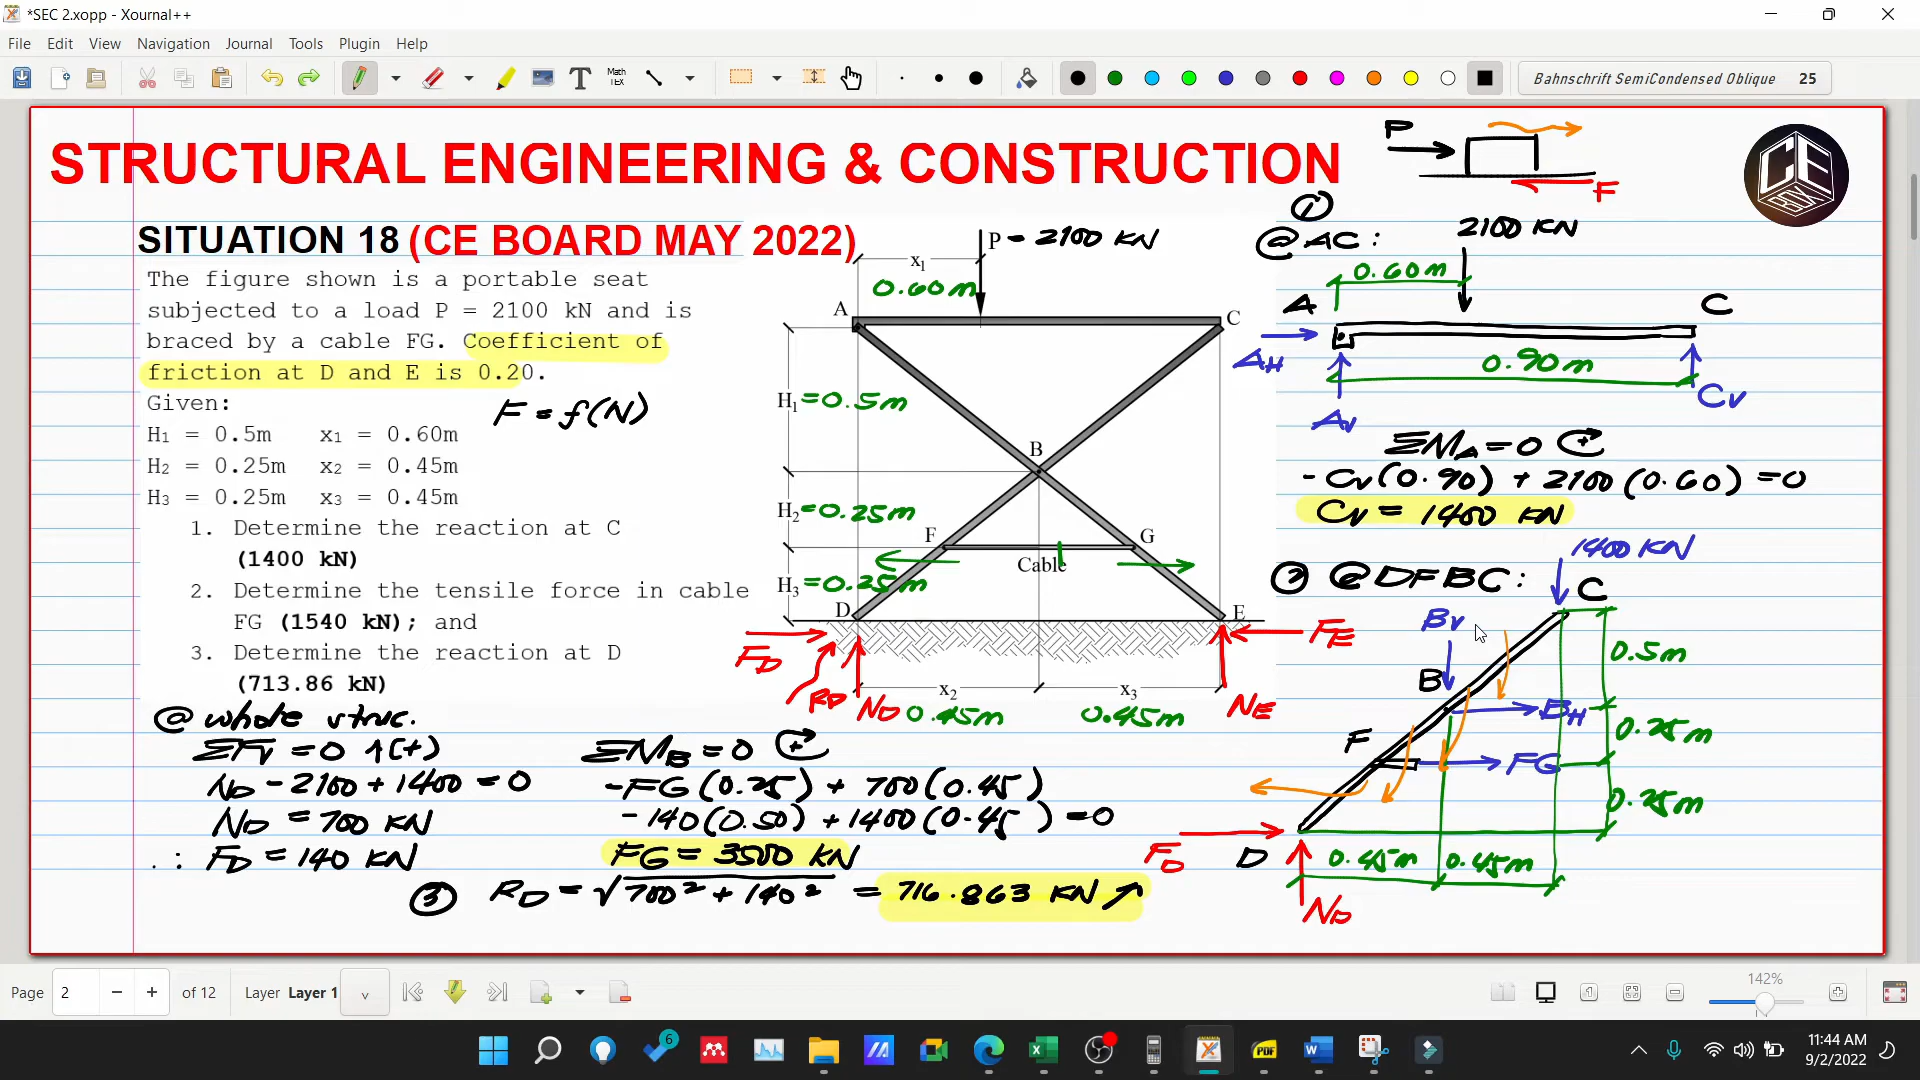 *SEC 2.xopp - Xournal++
File Edit View Navigation Journal Tools Plugin Help
Math TEX
Bahnschrift SemiCondensed Oblique 25
STRUCTURAL ENGINEERING & CONSTRUCTION
SITUATION 18 (CE BOARD MAY 2022)
The figure shown is a portable seat
subjected to a load P = 2100 kN and is
braced by a cable FG. Coefficient of
friction at D and E is 0.20.
Given:
F = f(N)
H1 = 0.5m x1 = 0.60m
H2 = 0.25m x2 = 0.45m
H3 = 0.25m x3 = 0.45m
1. Determine the reaction at C
(1400 kN)
2. Determine the tensile force in cable
FG (1540 kN); and
3. Determine the reaction at D
(713.86 kN)
@ whole struc.
ΣFv = 0 ↑(+)
ND - 2100 + 1400 = 0
ND = 700 KN
∴ FD = 140 KN
ΣMB = 0 (+)
-FG(0.25) + 700(0.45)
-140(0.50) + 1400(0.45) = 0
FG = 3500 KN
③ RD = √700² + 140² = 716.863 KN ↗
P = 2100 KN
x1
0.60m
A
C
H1 = 0.5m
B
H2 = 0.25m
F
G
Cable
H3 = 0.25m
D
E
FD
RD
ND
FE
NE
x2
x3
0.45m
0.45m
P
F
CE
①
@ AC:
2100 KN
0.60m
A
C
AH
0.90m
AV
CV
ΣMA = 0 (+)
-CV(0.90) + 2100(0.60) = 0
CV = 1400 KN
1400 KN
② @ DFBC:
C
BV
0.5m
B
BH
0.25m
F
FG
0.25m
FD
D
0.45m 0.45m
ND
Page 2 of 12 Layer Layer 1
142%
6
PDF
11:44 AM
9/2/2022